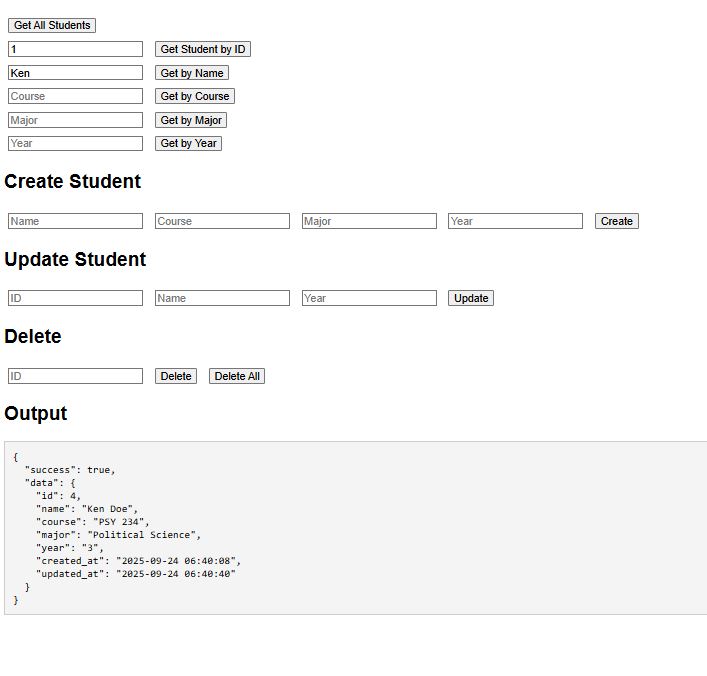 Get All Students
1 Get Student by ID
Ken Get by Name
Course Get by Course
Major Get by Major
Year Get by Year
Create Student
Name Course Major Year Create
Update Student
ID Name Year Update
Delete
ID Delete Delete All
Output
{
  "success": true,
  "data": {
    "id": 4,
    "name": "Ken Doe",
    "course": "PSY 234",
    "major": "Political Science",
    "year": "3",
    "created_at": "2025-09-24 06:40:08",
    "updated_at": "2025-09-24 06:40:40"
  }
}